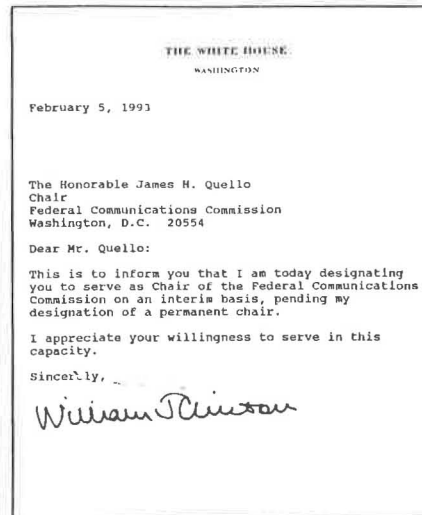 THE WHITE HOUSE
WASHINGTON
February 5, 1993
The Honorable James H. Quello
Chair
Federal Communications Commission
Washington, D.C. 20554
Dear Mr. Quello:
This is to inform you that I am today designating
you to serve as Chair of the Federal Communications
Commission on an interim basis, pending my
designation of a permanent chair.
I appreciate your willingness to serve in this
capacity.
Sincerely,
William J Clinton